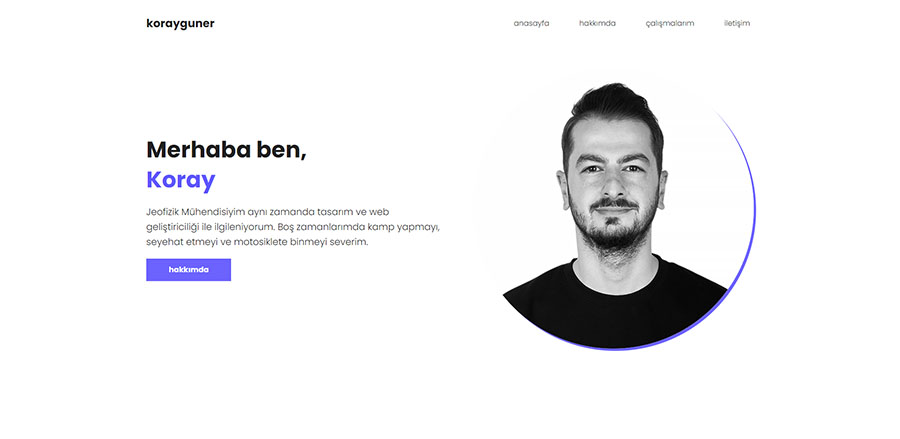 korayguner
anasayfa hakkımda çalışmalarım iletişim
Merhaba ben,
Koray
Jeofizik Mühendisiyim aynı zamanda tasarım ve web
geliştiriciliği ile ilgileniyorum. Boş zamanlarımda kamp yapmayı,
seyehat etmeyi ve motosiklete binmeyi severim.
hakkımda